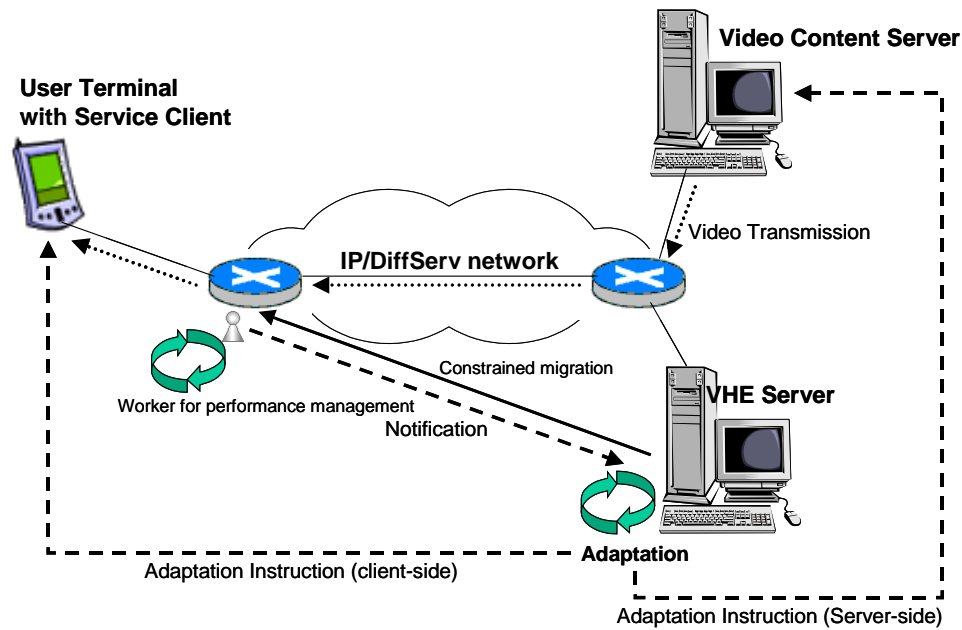 Video Content Server
User Terminal
with Service Client
Video Transmission
IP/DiffServ network
Constrained migration
VHE Server
Worker for performance management
Notification
Adaptation
Adaptation Instruction (client-side)
Adaptation Instruction (Server-side)